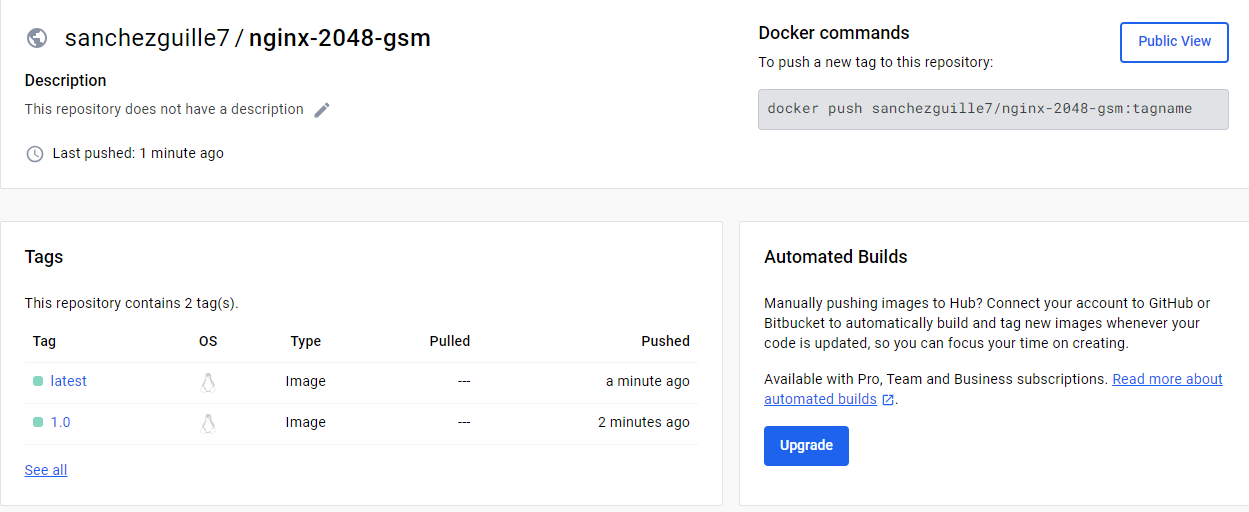 sanchezguille7 / nginx-2048-gsm
Description
This repository does not have a description
Last pushed: 1 minute ago
Docker commands
To push a new tag to this repository:
Public View
docker push sanchezguille7/nginx-2048-gsm:tagname
Tags
This repository contains 2 tag(s).
Tag OS Type Pulled Pushed
latest Image --- a minute ago
1.0 Image --- 2 minutes ago
See all
Automated Builds
Manually pushing images to Hub? Connect your account to GitHub or
Bitbucket to automatically build and tag new images whenever your
code is updated, so you can focus your time on creating.
Available with Pro, Team and Business subscriptions. Read more about
automated builds .
Upgrade